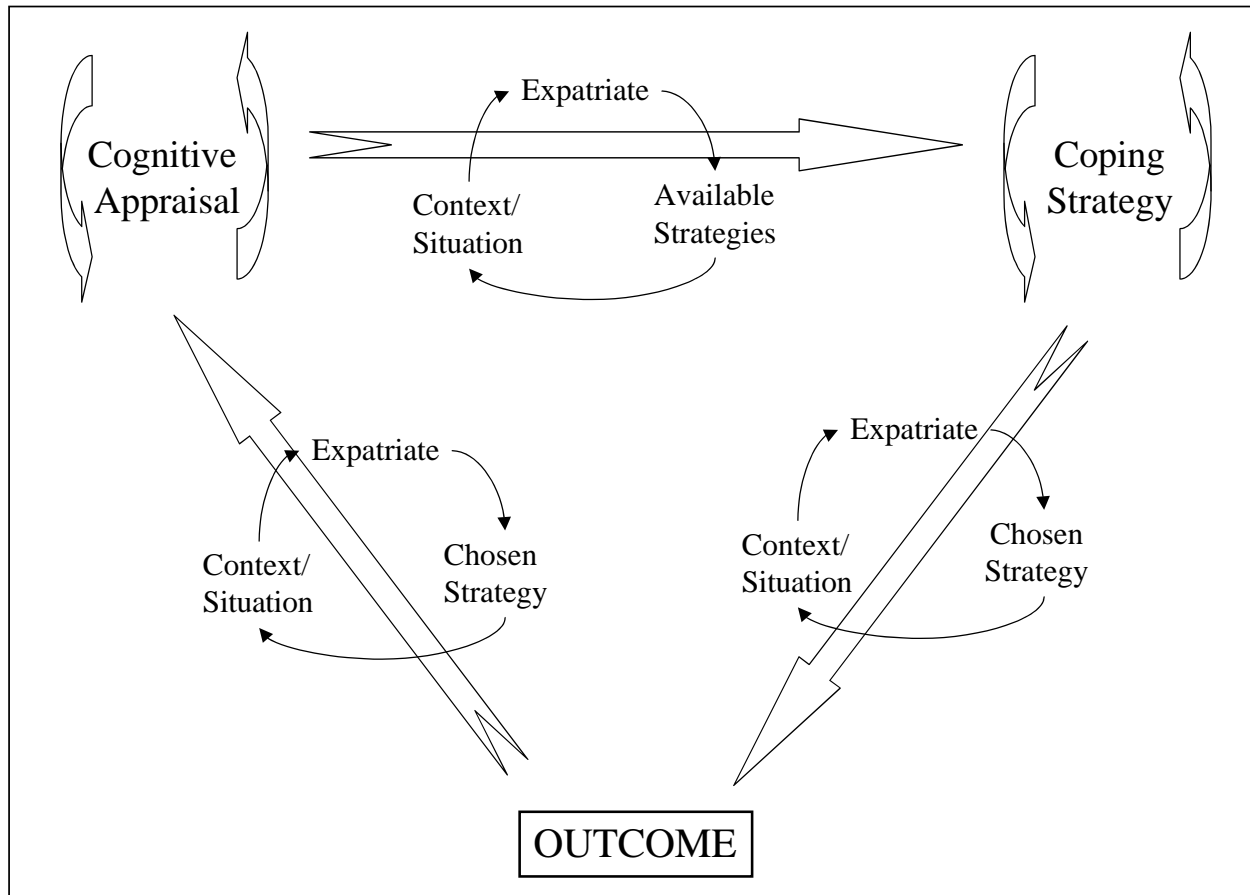 Expatriate
Cognitive
Appraisal
Context/
Situation
Available
Strategies
Coping
Strategy
Expatriate
Context/
Situation
Chosen
Strategy
Expatriate
Context/
Situation
Chosen
Strategy
OUTCOME